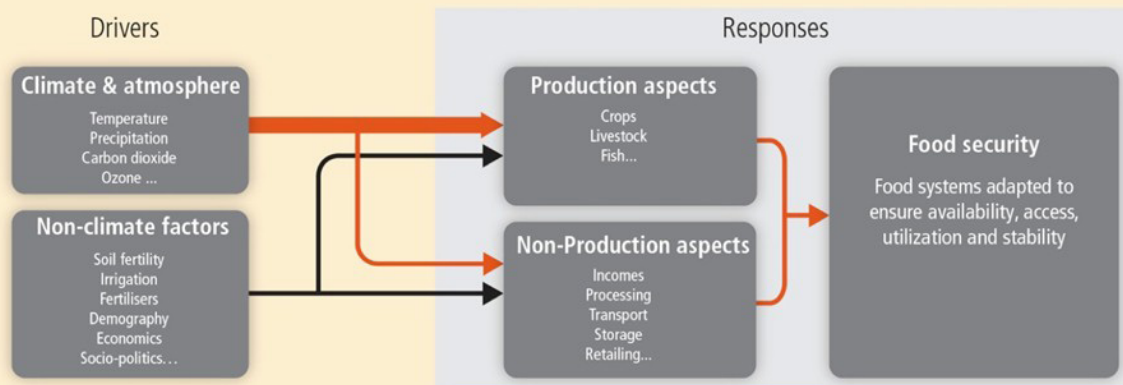 Drivers
Responses
Climate & atmosphere
Temperature
Precipitation
Carbon dioxide
Ozone ...
Non-climate factors
Soil fertility
Irrigation
Fertilisers
Demography
Economics
Socio-politics...
Production aspects
Crops
Livestock
Fish...
Non-Production aspects
Incomes
Processing
Transport
Storage
Retailing...
Food security
Food systems adapted to
ensure availability, access,
utilization and stability